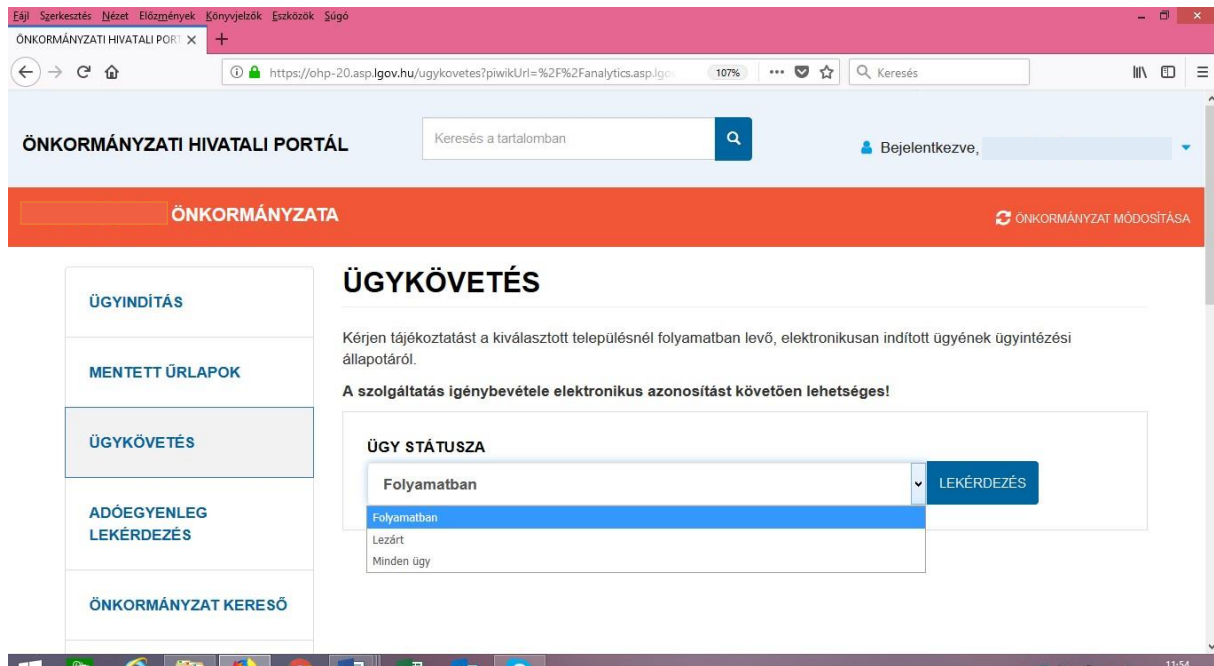 Fájl Szerkesztés Nézet Előzmények Könyvjelzők Eszközök Súgó
ÖNKORMÁNYZATI HIVATALI PORT
https://ohp-20.asp.lgov.hu/ugykovetes?piwikUrl=%2F%2Fanalytics.asp.lgo
107%
Keresés
ÖNKORMÁNYZATI HIVATALI PORTÁL
Keresés a tartalomban
Bejelentkezve,
ÖNKORMÁNYZATA
ÖNKORMÁNYZAT MÓDOSÍTÁSA
ÜGYINDÍTÁS
MENTETT ŰRLAPOK
ÜGYKÖVETÉS
ADÓEGYENLEG
LEKÉRDEZÉS
ÖNKORMÁNYZAT KERESŐ
ÜGYKÖVETÉS
Kérjen tájékoztatást a kiválasztott településnél folyamatban levő, elektronikusan indított ügyének ügyintézési
állapotáról.
A szolgáltatás igénybevétele elektronikus azonosítást követően lehetséges!
ÜGY STÁTUSZA
Folyamatban
LEKÉRDEZÉS
Folyamatban
Lezárt
Minden ügy
11:54